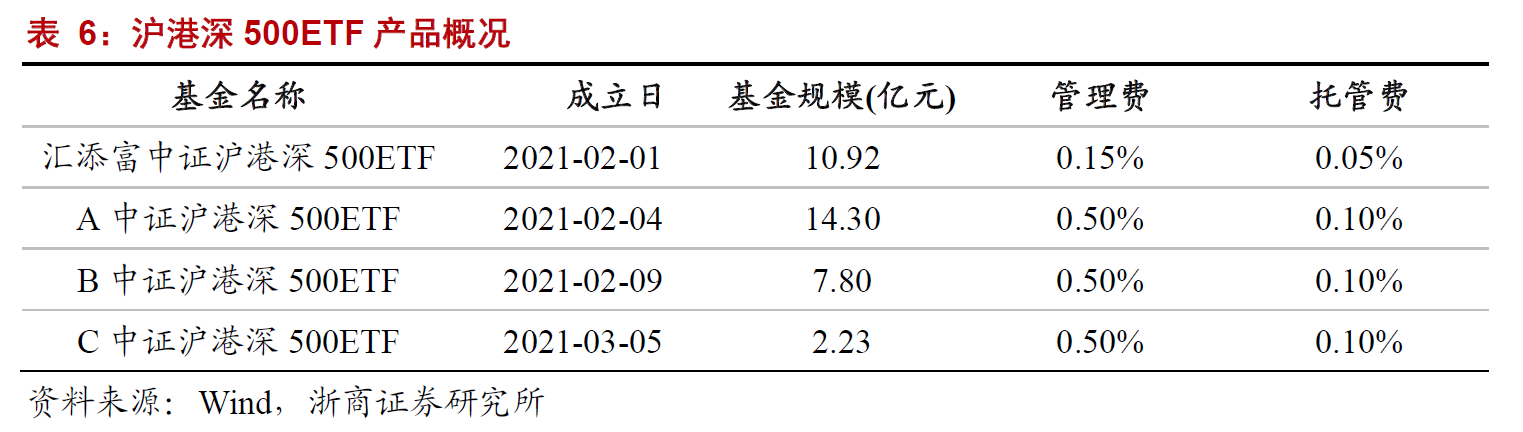 表 6：沪港深 500ETF 产品概况
基金名称 成立日 基金规模(亿元) 管理费 托管费
汇添富中证沪港深 500ETF 2021-02-01 10.92 0.15% 0.05%
A 中证沪港深 500ETF 2021-02-04 14.30 0.50% 0.10%
B 中证沪港深 500ETF 2021-02-09 7.80 0.50% 0.10%
C 中证沪港深 500ETF 2021-03-05 2.23 0.50% 0.10%
资料来源：Wind，浙商证券研究所